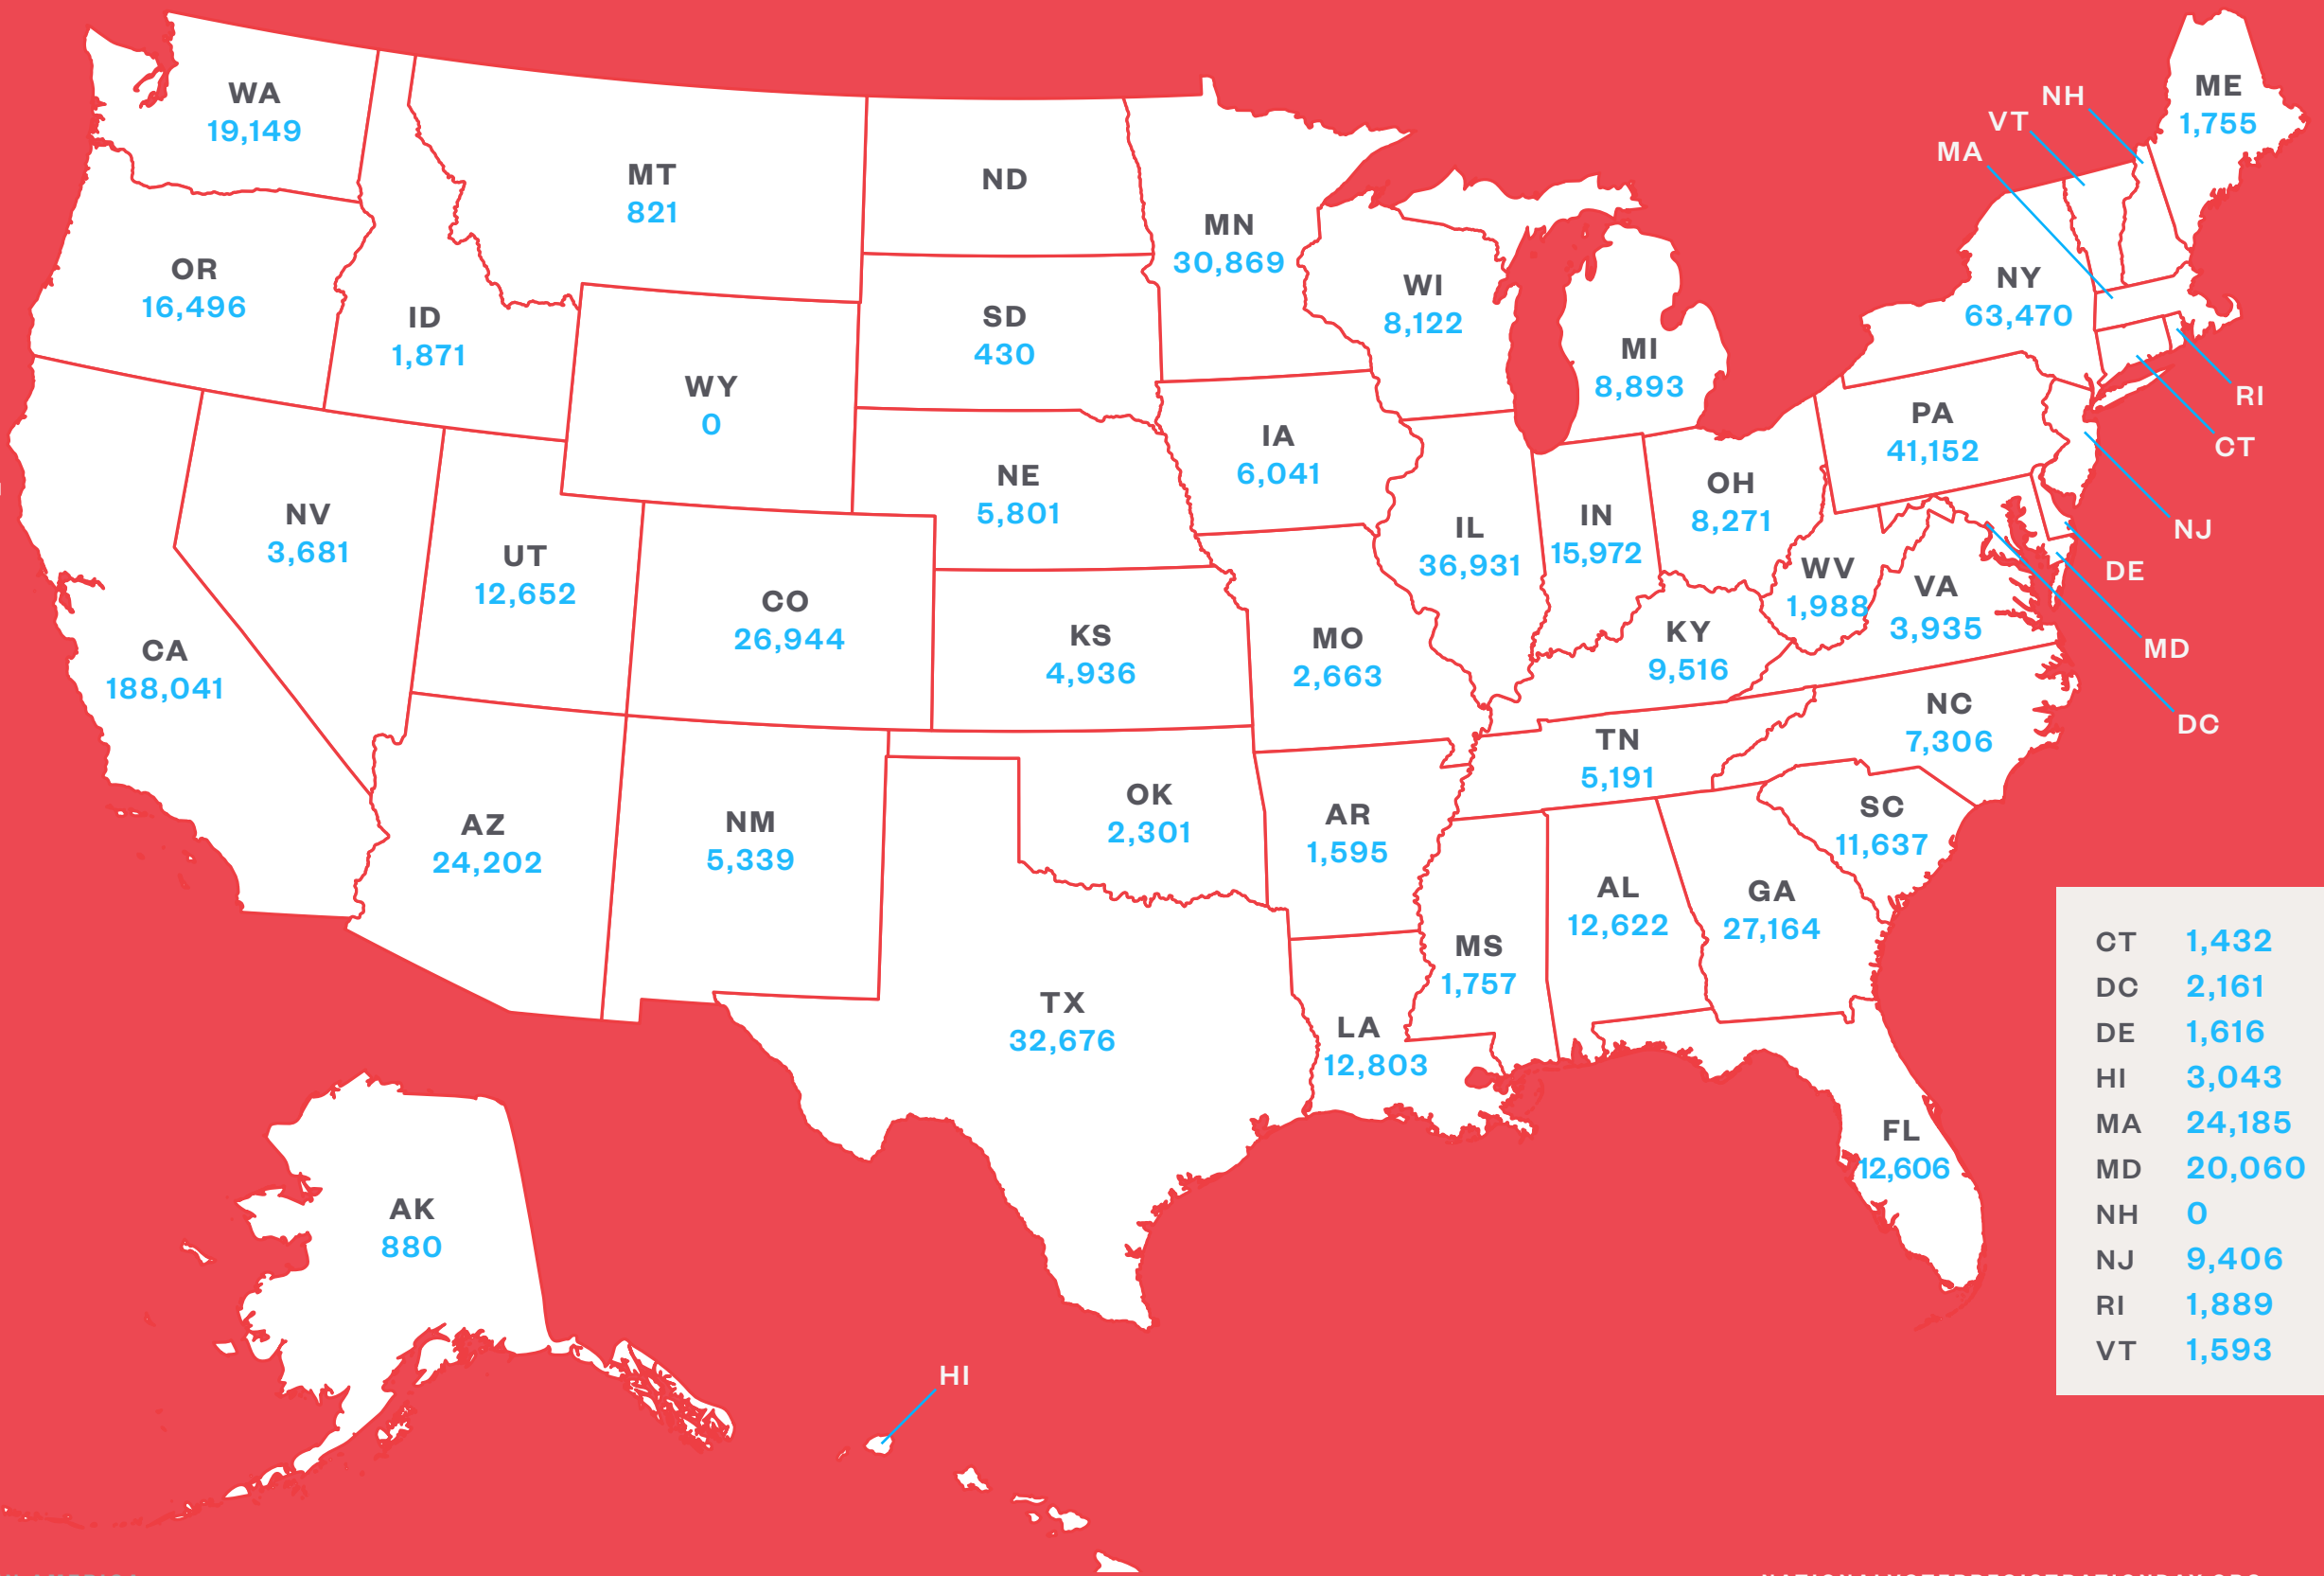 WA
19,149
MT
821
ND
MN
30,869
ME
1,755
NH
VT
MA
OR
16,496
ID
1,871
WY
0
SD
430
WI
8,122
MI
8,893
NY
63,470
RI
CT
NJ
DE
MD
DC
NV
3,681
UT
12,652
NE
5,801
IA
6,041
IL
36,931
IN
15,972
OH
8,271
PA
41,152
WV
1,988
VA
3,935
CA
188,041
CO
26,944
KS
4,936
MO
2,663
KY
9,516
NC
7,306
TN
5,191
SC
11,637
AZ
24,202
NM
5,339
OK
2,301
AR
1,595
MS
1,757
AL
12,622
GA
27,164
TX
32,676
LA
12,803
FL
12,606
AK
880
HI
CT 1,432
DC 2,161
DE 1,616
HI 3,043
MA 24,185
MD 20,060
NH 0
NJ 9,406
RI 1,889
VT 1,593